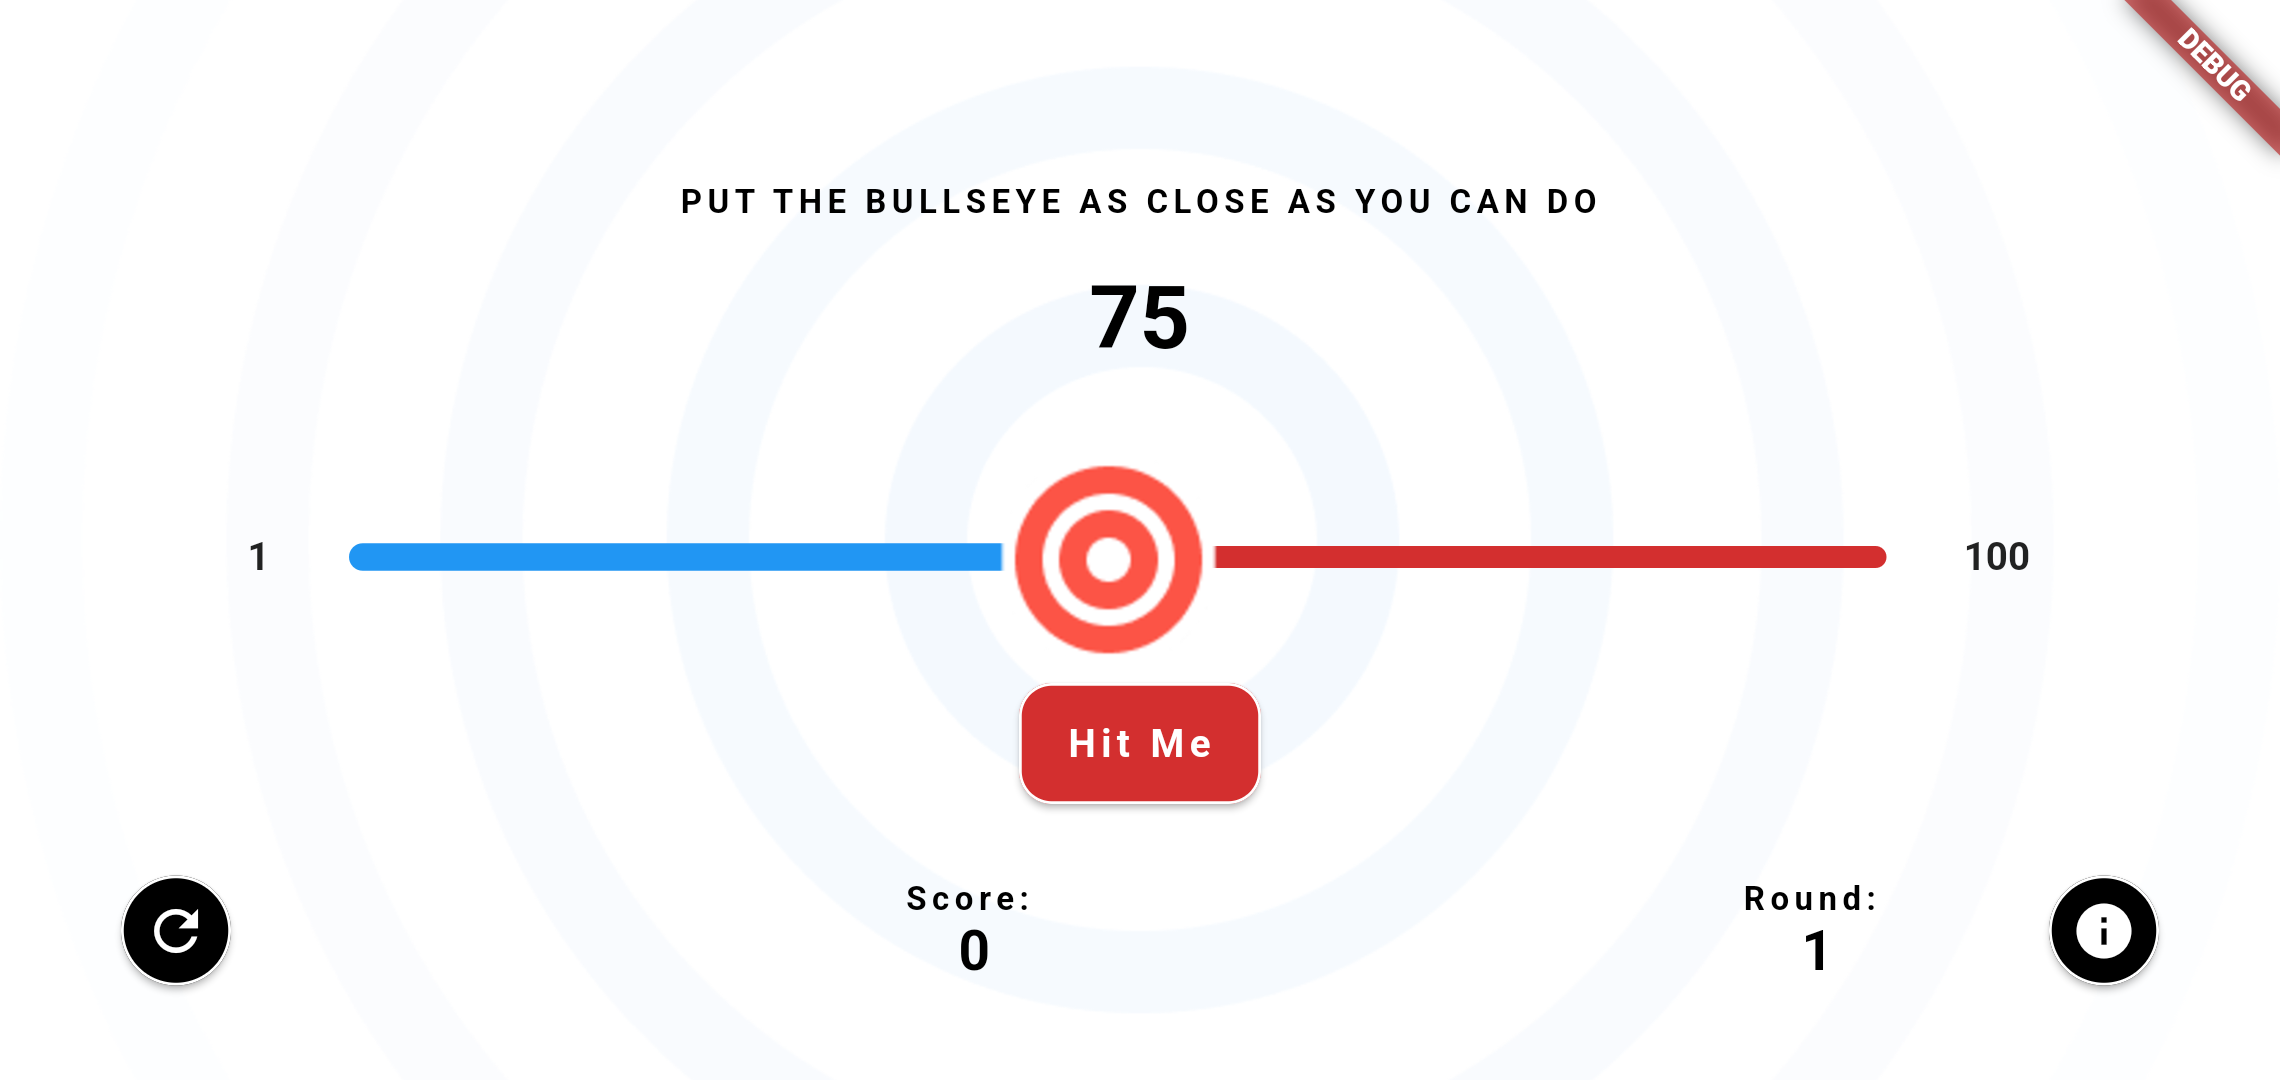 DEBUG
PUT THE BULLSEYE AS CLOSE AS YOU CAN DO
75
1
100
Hit Me
Score:
0
Round:
1